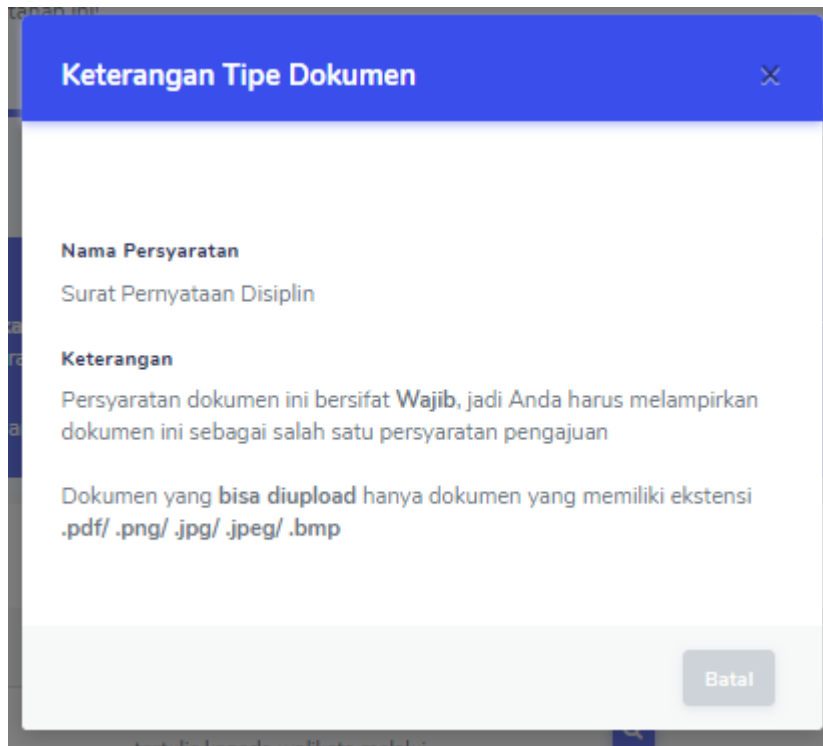 tahap ini!
Keterangan Tipe Dokumen
Nama Persyaratan
Surat Pernyataan Disiplin
Keterangan
Persyaratan dokumen ini bersifat Wajib, jadi Anda harus melampirkan
dokumen ini sebagai salah satu persyaratan pengajuan
Dokumen yang bisa diupload hanya dokumen yang memiliki ekstensi
.pdf/ .png/ .jpg/ .jpeg/ .bmp
Batal